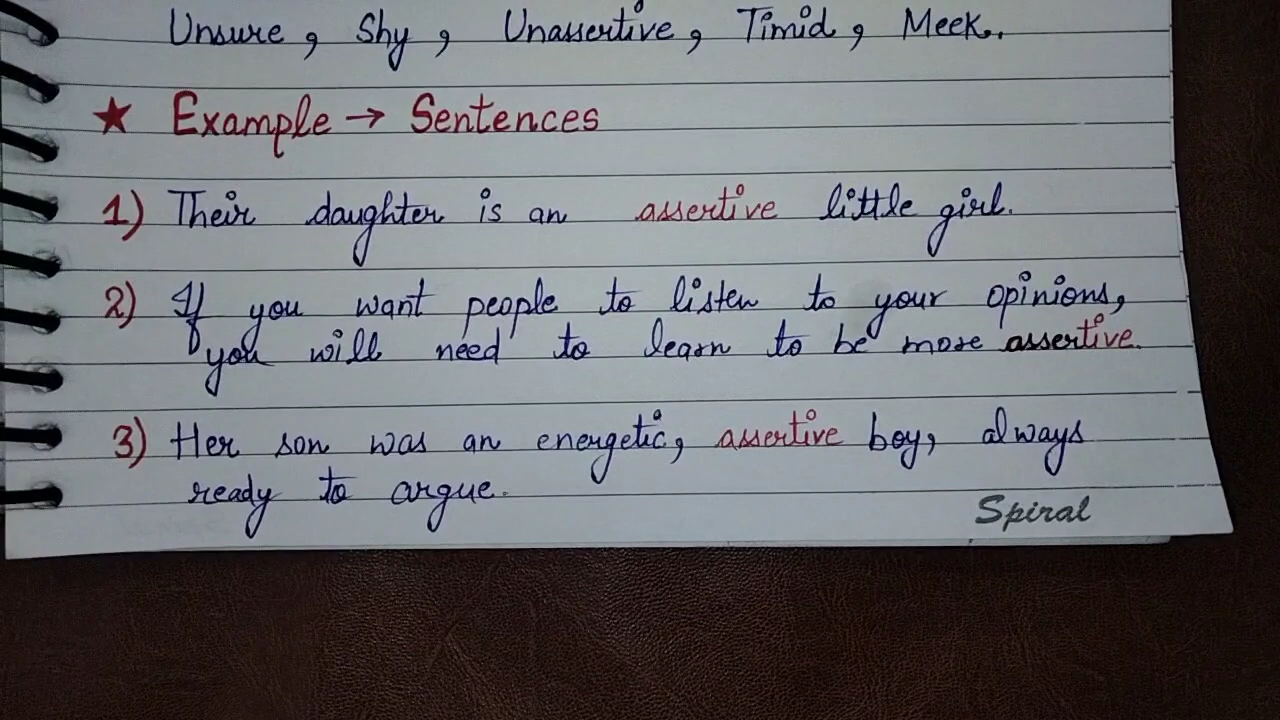 Unsure, Shy, Unassertive, Timid, Meek.
★ Example → Sentences
1) Their daughter is an assertive little girl.
2) If you want people to listen to your opinions,
you will need to learn to be more assertive.
3) Her son was an energetic, assertive boy, always
ready to argue.
Spiral